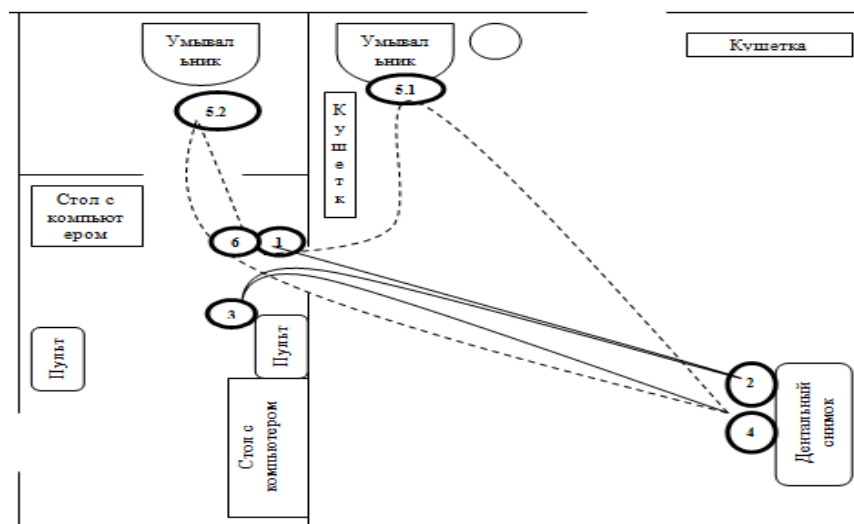 Умывал
ьник
Умывал
ьник
Кушетка
5.1
5.2
К
у
ш
е
т
к
Стол с
компьют
ером
6
1
3
Пульт
Пульт
2
4
Дентальный
снимок
Стол с
компьютером